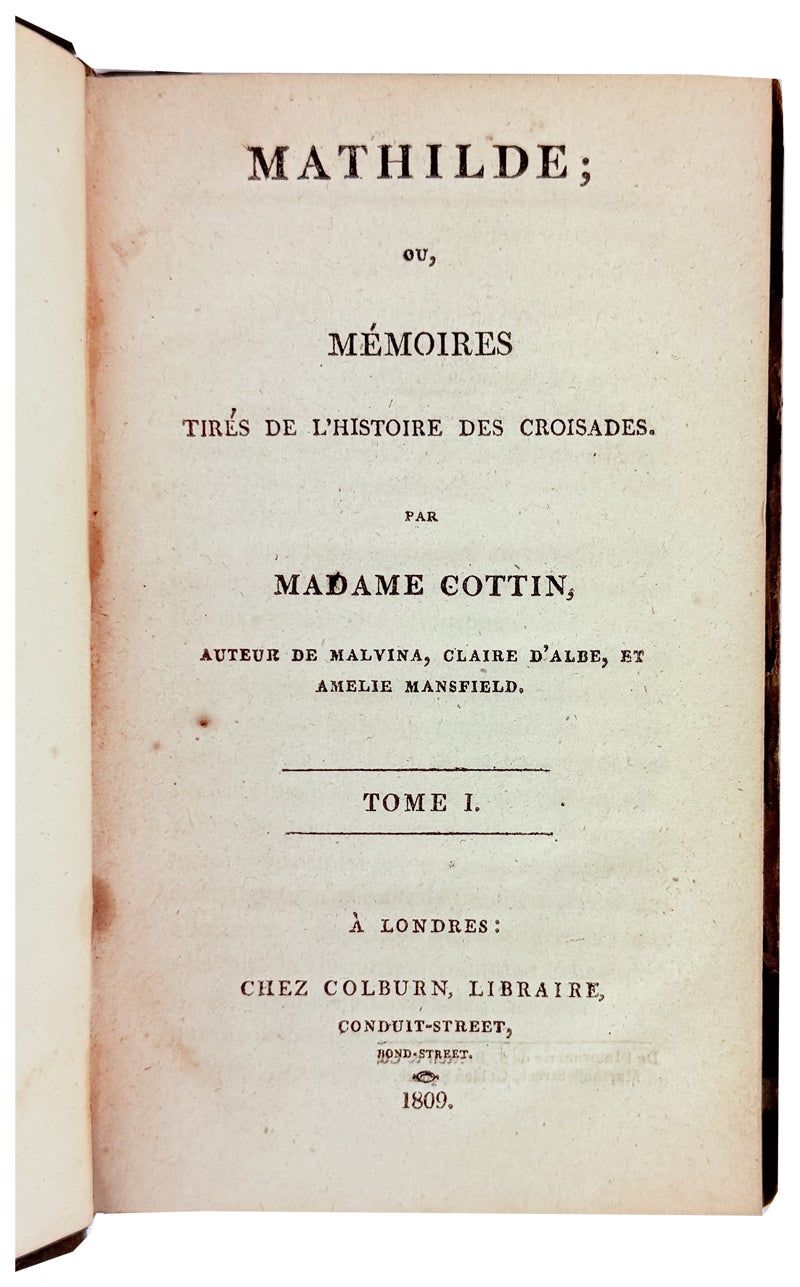 MATHILDE;
OU,
MÉMOIRES
TIRÉS DE L'HISTOIRE DES CROISADES.
PAR
MADAME COTTIN,
AUTEUR DE MALVINA, CLAIRE D'ALBE, ET
AMELIE MANSFIELD.
TOME I.
À LONDRES:
CHEZ COLBURN, LIBRAIRE,
CONDUIT-STREET,
BOND-STREET.
1809.